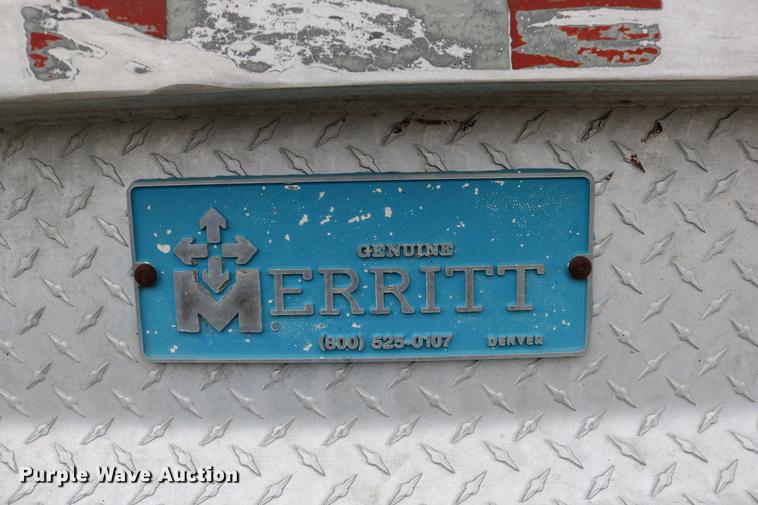 GENUINE
MERRITT
®
(800) 525-0107 DENVER
Purple Wave Auction